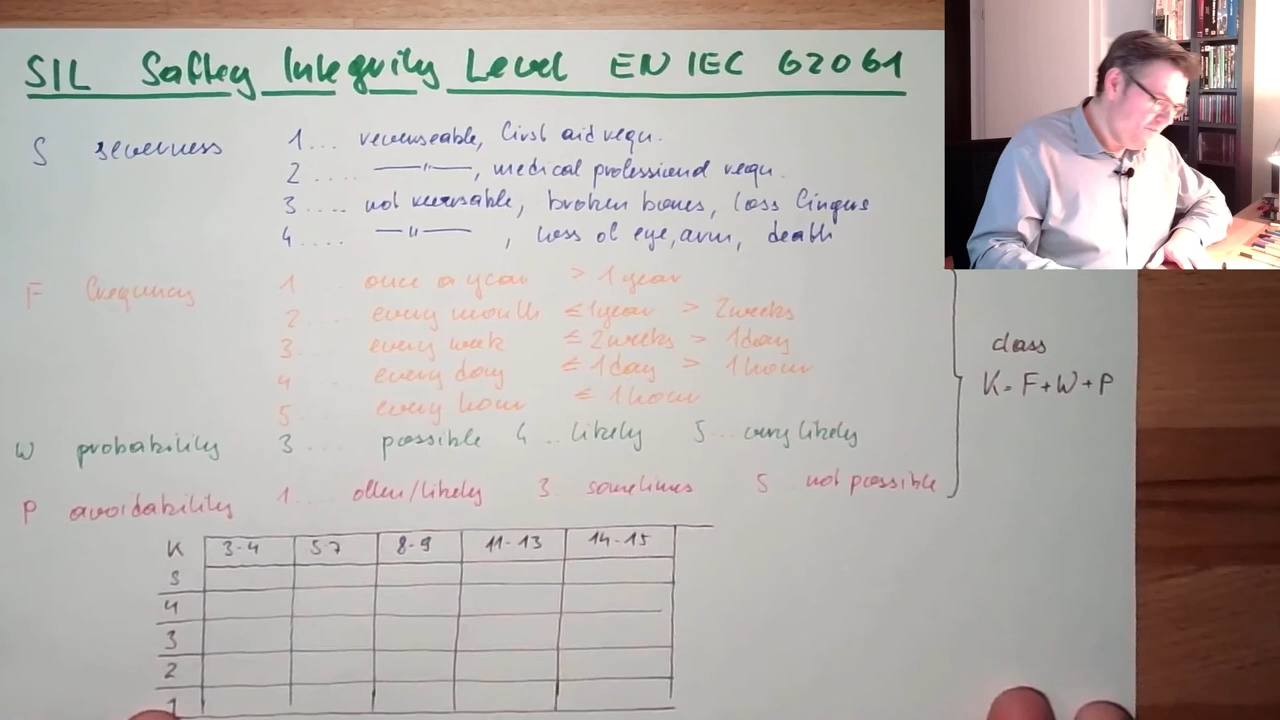 SIL Saftey Integrity Level EN IEC 62061
S severness 1... reverseable, first aid requ.
2 .... —"—, medical professional requ.
3 .... not reversable, broken bones, loss fingers
4 .... —"— , loss of eye, arm, death
F frequency 1 ... once a year > 1 year
2 ... every month ≤ 1 year > 2 weeks
3 ... every week ≤ 2 weeks > 1 day
4 ... every day ≤ 1 day > 1 hour
5 ... every hour ≤ 1 hour
class
K = F + W + P
W probability 3 ... possible 4 .. likely 5 ... very likely
P avoidability 1 ... often/likely 3 . sometimes 5 .. not possible
K 3-4 5-7 8-9 11-13 14-15
S
4
3
2
1